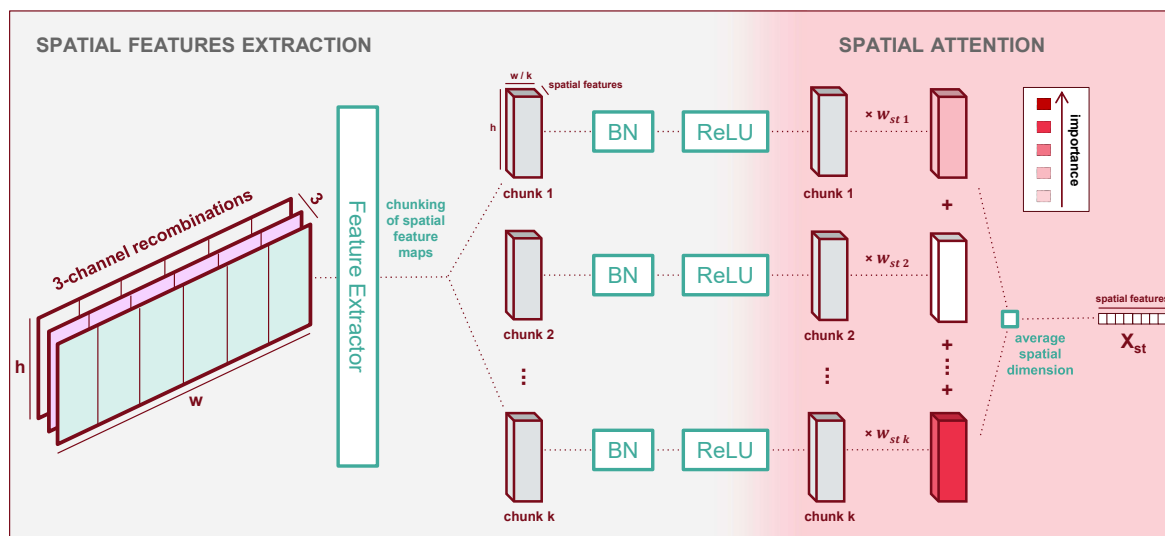 SPATIAL FEATURES EXTRACTION
SPATIAL ATTENTION
3-channel recombinations
3
h
w
Feature Extractor
chunking
of spatial
feature
maps
w / k
spatial features
h
chunk 1
BN
ReLU
chunk 1
× w_st 1
+
chunk 2
BN
ReLU
chunk 2
× w_st 2
+
...
+
...
...
chunk k
BN
ReLU
chunk k
× w_st k
importance
average
spatial
dimension
spatial features
X_st